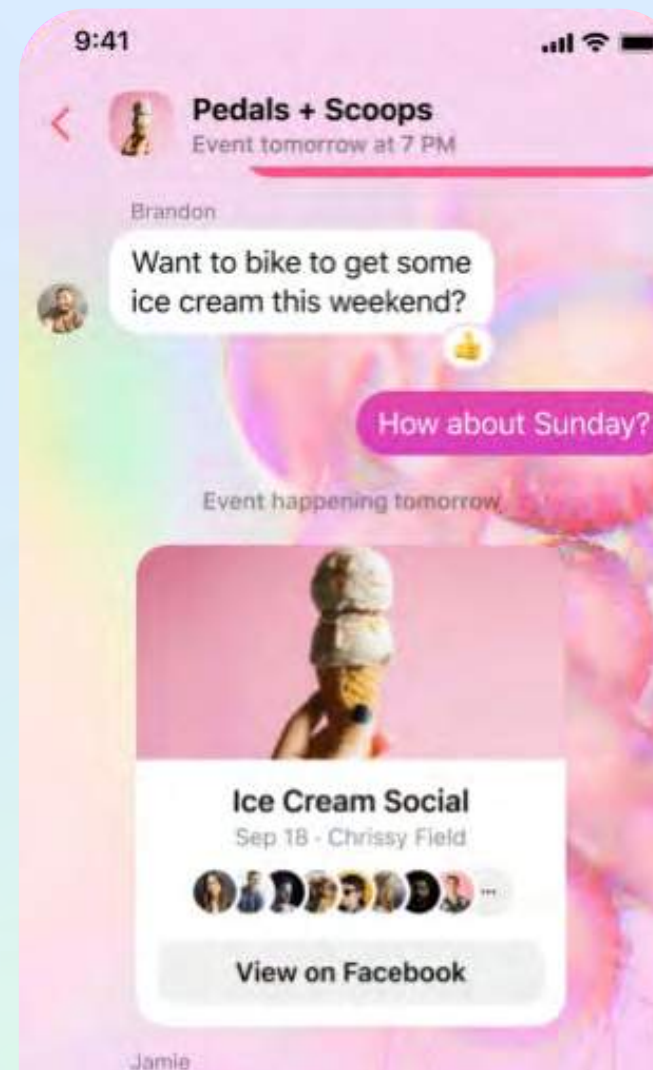 9:41
Pedals + Scoops
Event tomorrow at 7 PM
Brandon
Want to bike to get some
ice cream this weekend?
How about Sunday?
Event happening tomorrow
Ice Cream Social
Sep 18 - Chrissy Field
...
View on Facebook
Jamie